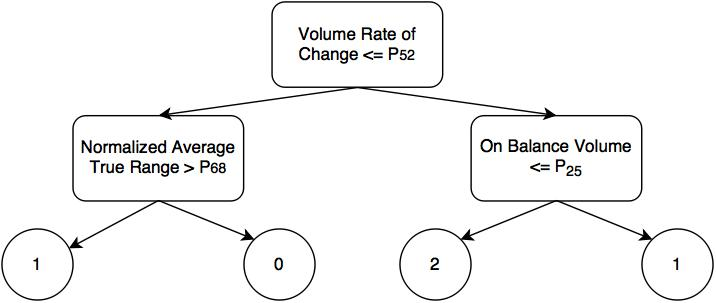 Volume Rate of
Change <= P52
Normalized Average
True Range > P68
On Balance Volume
<= P25
1
0
2
1